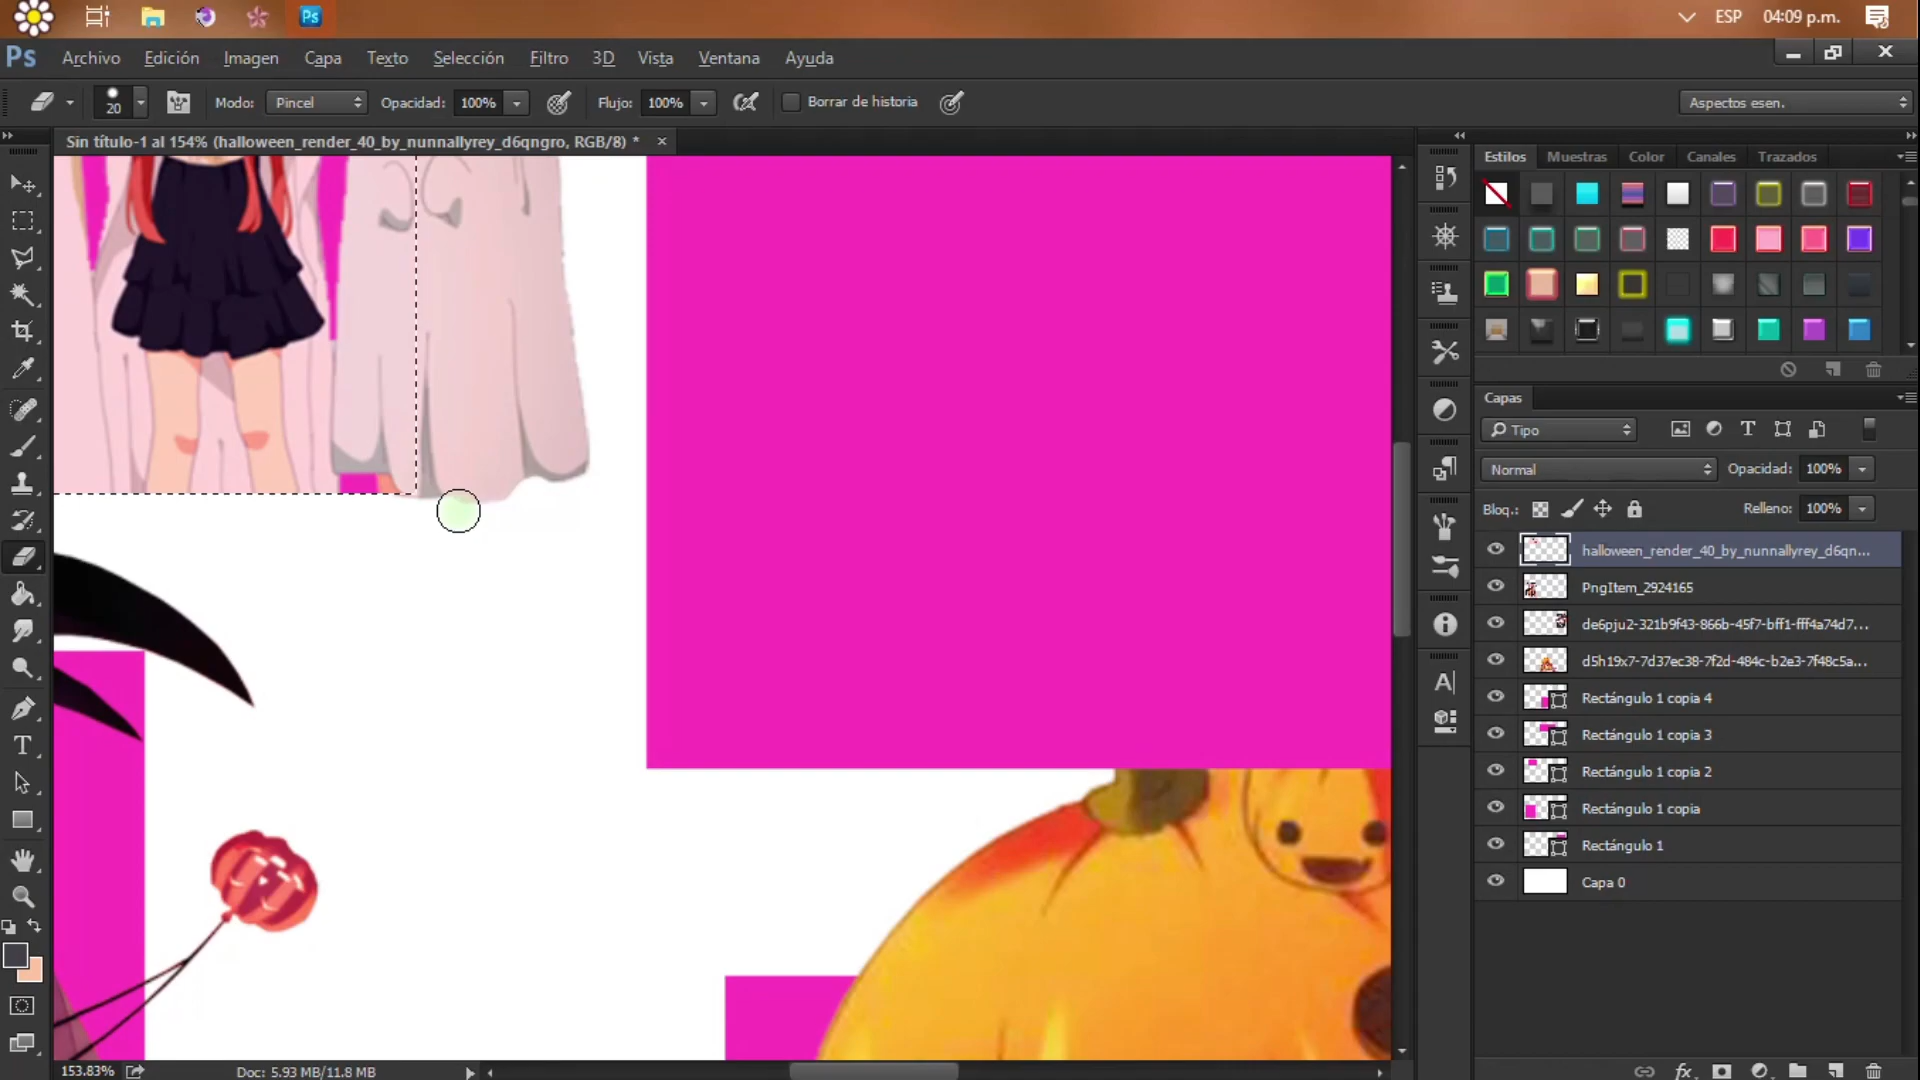 Ps
ESP 04:09 p.m.
Ps Archivo Edición Imagen Capa Texto Selección Filtro 3D Vista Ventana Ayuda
20 Modo: Pincel Opacidad: 100% Flujo: 100% Borrar de historia Aspectos esen.
Sin título-1 al 154% (halloween_render_40_by_nunnallyrey_d6qngro, RGB/8) *
Estilos Muestras Color Canales Trazados
Capas
Tipo
Normal Opacidad: 100%
Bloq.: Relleno: 100%
halloween_render_40_by_nunnallyrey_d6qn...
PngItem_2924165
de6pju2-321b9f43-866b-45f7-bff1-fff4a74d7...
d5h19x7-7d37ec38-7f2d-484c-b2e3-7f48c5a...
Rectángulo 1 copia 4
Rectángulo 1 copia 3
Rectángulo 1 copia 2
Rectángulo 1 copia
Rectángulo 1
Capa 0
153.83% Doc: 5.93 MB/11.8 MB